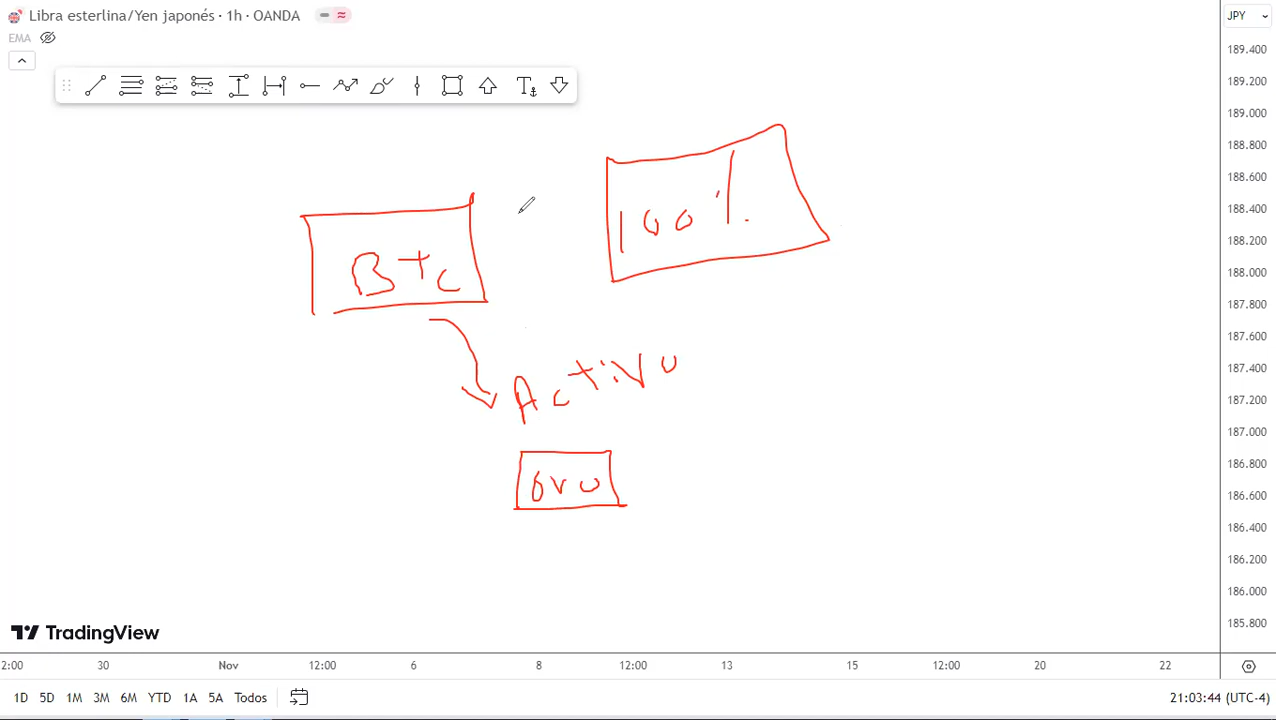 Libra esterlina/Yen japonés · 1h · OANDA
JPY
EMA
189.400
189.200
189.000
188.800
188.600
188.400
188.200
188.000
187.800
187.600
187.400
187.200
187.000
186.800
186.600
186.400
186.200
186.000
185.800
100%
Btc
Activo
oro
TradingView
2:00 30 Nov 12:00 6 8 12:00 13 15 12:00 20 22
1D 5D 1M 3M 6M YTD 1A 5A Todos 21:03:44 (UTC-4)